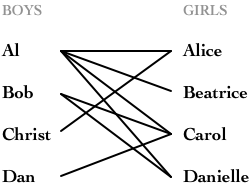 BOYS GIRLS
Al Alice
Bob Beatrice
Christ Carol
Dan Danielle